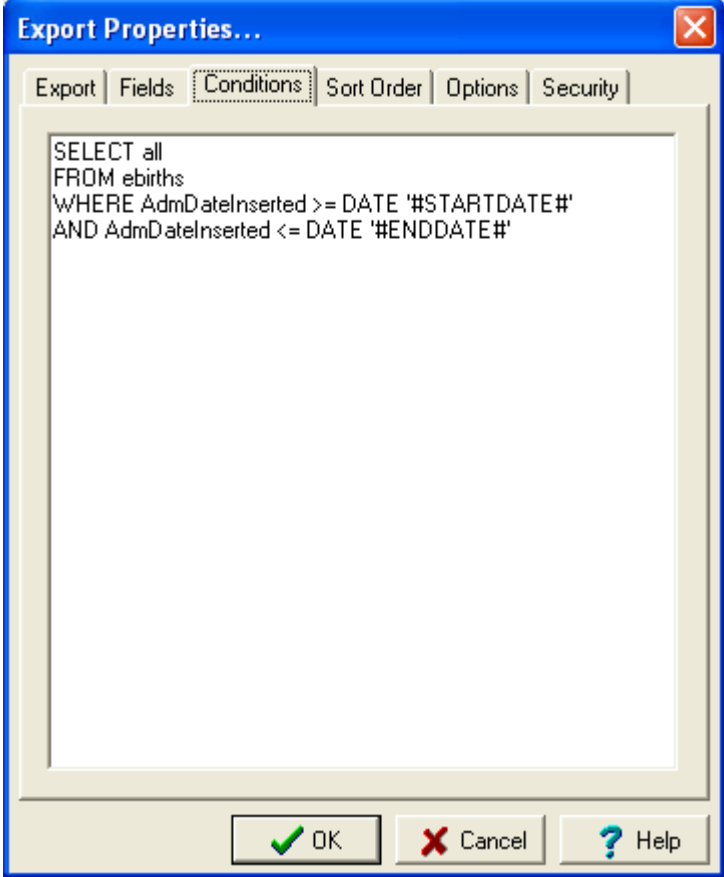 Export Properties...
Export Fields Conditions Sort Order Options Security
SELECT all
FROM ebirths
WHERE AdmDateInserted >= DATE '#STARTDATE#'
AND AdmDateInserted <= DATE '#ENDDATE#'
OK Cancel Help